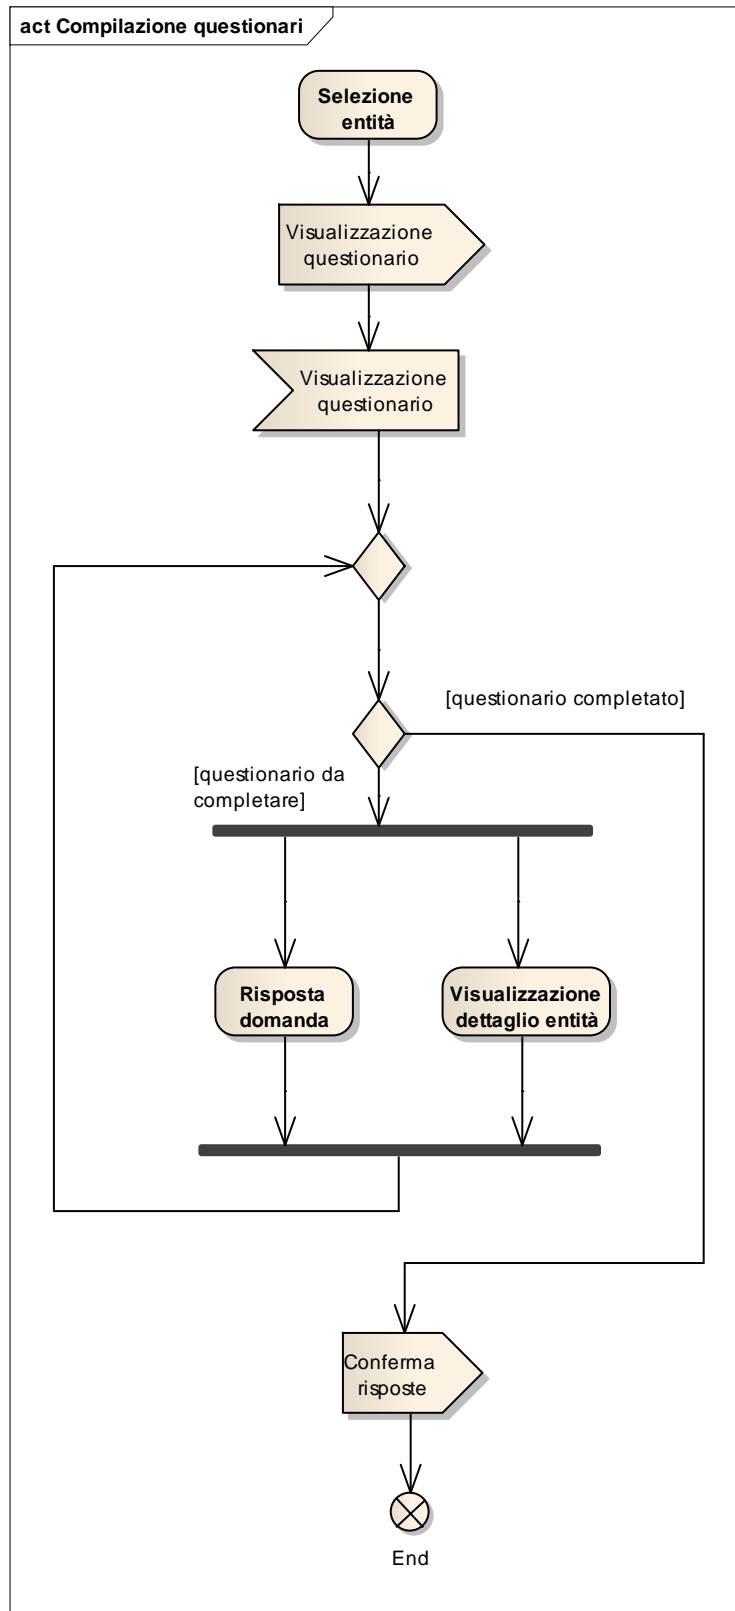 act Compilazione questionari
Selezione
entità
Visualizzazione
questionario
Visualizzazione
questionario
[questionario completato]
[questionario da
completare]
Risposta
domanda
Visualizzazione
dettaglio entità
Conferma
risposte
End